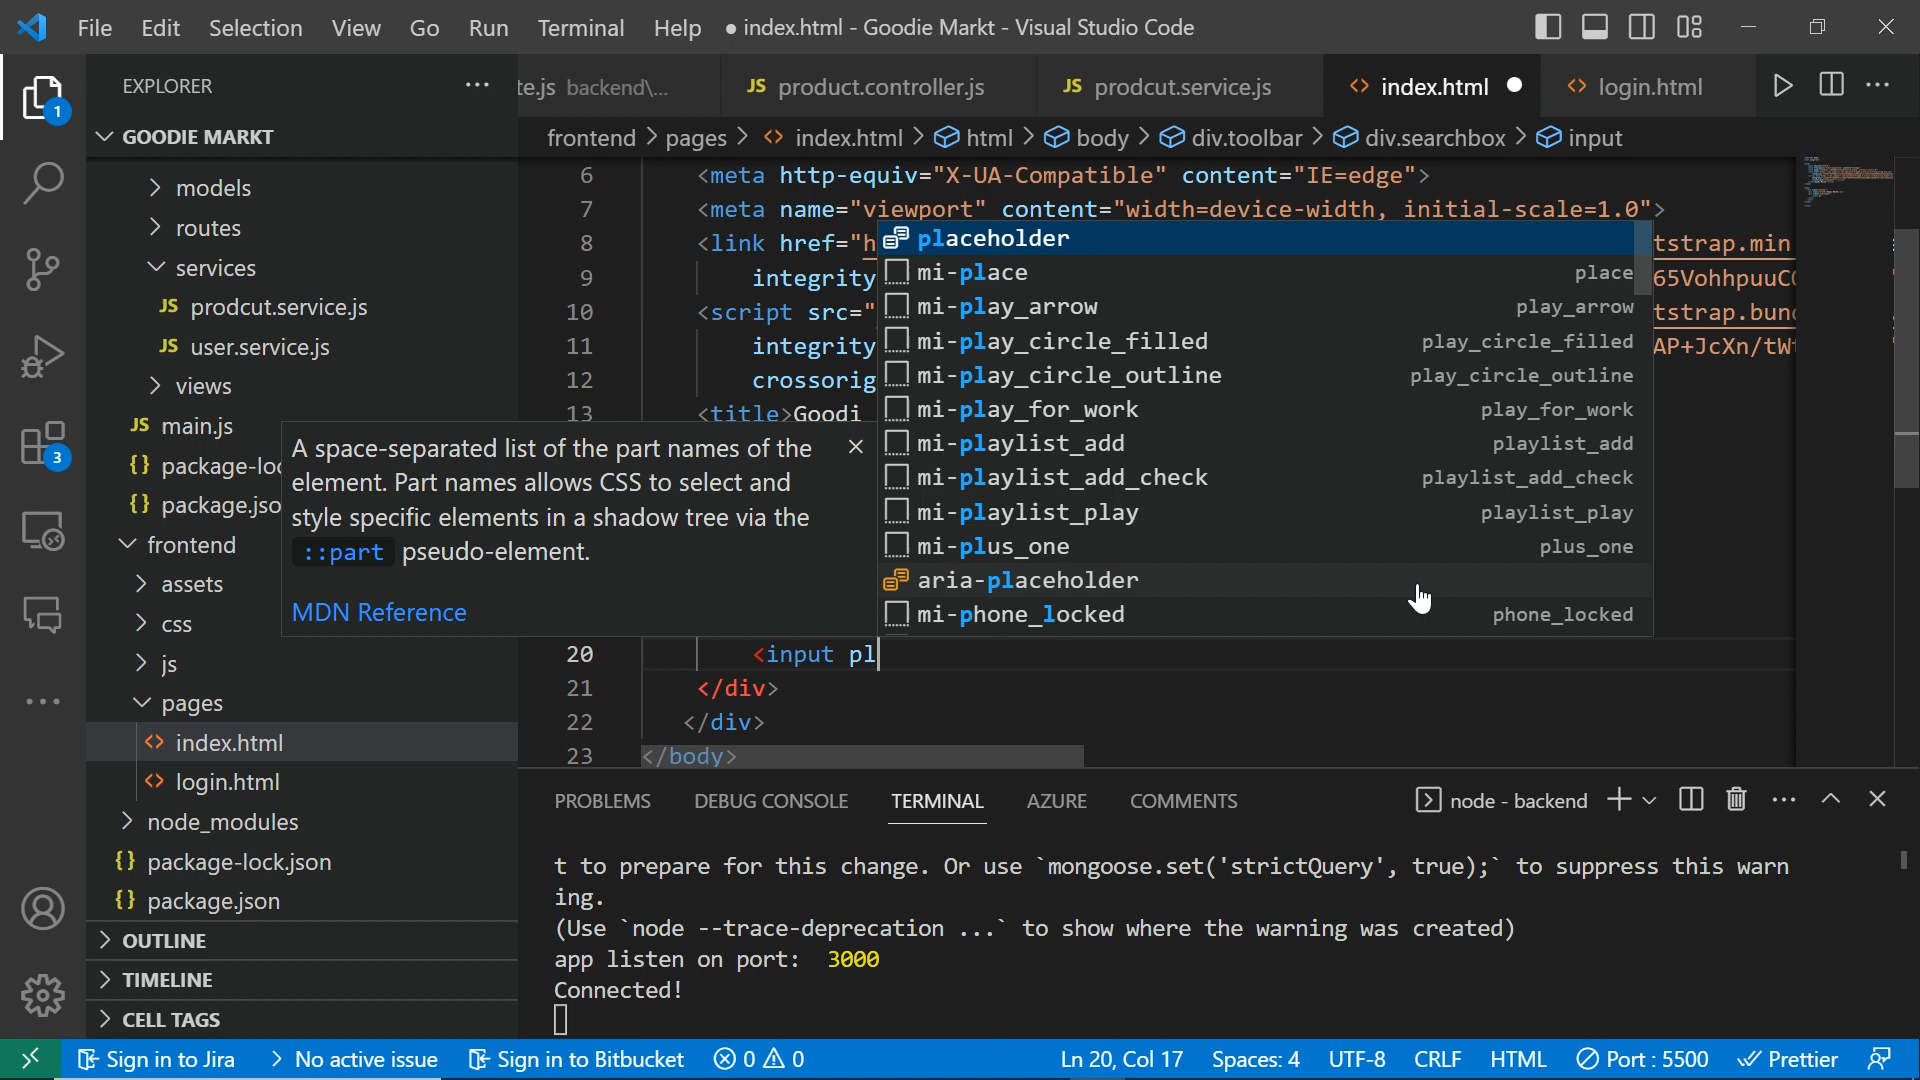 File Edit Selection View Go Run Terminal Help ● index.html - Goodie Markt - Visual Studio Code
EXPLORER ···
te.js backend\... JS product.controller.js JS prodcut.service.js <> index.html ● <> login.html
GOODIE MARKT
frontend > pages > <> index.html > html > body > div.toolbar > div.searchbox > input
models
routes
services
JS prodcut.service.js
JS user.service.js
views
JS main.js
{} package-loc
{} package.jso
frontend
assets
css
js
pages
<> index.html
<> login.html
node_modules
{} package-lock.json
{} package.json
OUTLINE
TIMELINE
CELL TAGS
1
3
6 <meta http-equiv="X-UA-Compatible" content="IE=edge">
7 <meta name="viewport" content="width=device-width, initial-scale=1.0">
8 <link href="h tstrap.min
9 integrity 65VohhpuuC
10 <script src=" tstrap.bun
11 integrity AP+JcXn/tW
12 crossorig
13 <title>Goodi
placeholder
mi-place place
mi-play_arrow play_arrow
mi-play_circle_filled play_circle_filled
mi-play_circle_outline play_circle_outline
mi-play_for_work play_for_work
mi-playlist_add playlist_add
mi-playlist_add_check playlist_add_check
mi-playlist_play playlist_play
mi-plus_one plus_one
aria-placeholder
mi-phone_locked phone_locked
A space-separated list of the part names of the
element. Part names allows CSS to select and
style specific elements in a shadow tree via the
::part pseudo-element.
MDN Reference
20 <input pl
21 </div>
22 </div>
23 </body>
PROBLEMS DEBUG CONSOLE TERMINAL AZURE COMMENTS node - backend
t to prepare for this change. Or use `mongoose.set('strictQuery', true);` to suppress this warn
ing.
(Use `node --trace-deprecation ...` to show where the warning was created)
app listen on port: 3000
Connected!
Sign in to Jira > No active issue Sign in to Bitbucket 0 0 Ln 20, Col 17 Spaces: 4 UTF-8 CRLF HTML Port : 5500 Prettier